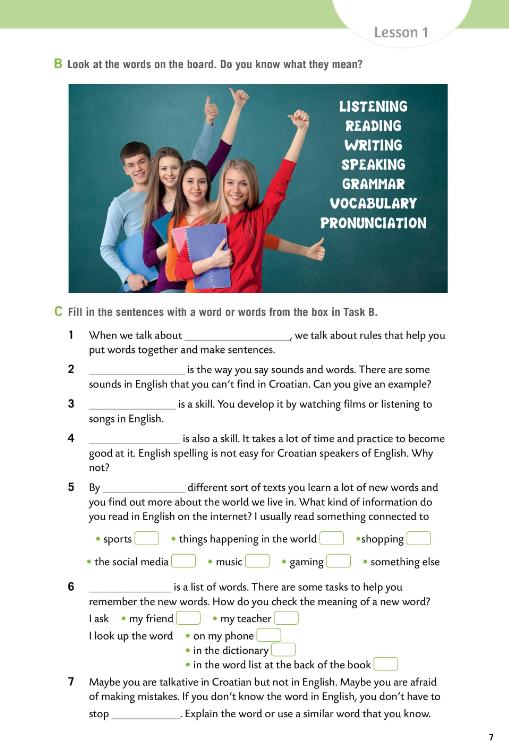 Lesson 1
B Look at the words on the board. Do you know what they mean?
LISTENING
READING
WRITING
SPEAKING
GRAMMAR
VOCABULARY
PRONUNCIATION
C Fill in the sentences with a word or words from the box in Task B.
1 When we talk about ____________________, we talk about rules that help you
put words together and make sentences.
2 __________________ is the way you say sounds and words. There are some
sounds in English that you can't find in Croatian. Can you give an example?
3 ________________ is a skill. You develop it by watching films or listening to
songs in English.
4 _________________ is also a skill. It takes a lot of time and practice to become
good at it. English spelling is not easy for Croatian speakers of English. Why
not?
5 By _______________ different sort of texts you learn a lot of new words and
you find out more about the world we live in. What kind of information do
you read in English on the internet? I usually read something connected to
• sports • things happening in the world • shopping
• the social media • music • gaming • something else
6 ________________ is a list of words. There are some tasks to help you
remember the new words. How do you check the meaning of a new word?
I ask • my friend • my teacher
I look up the word • on my phone
• in the dictionary
• in the word list at the back of the book
7 Maybe you are talkative in Croatian but not in English. Maybe you are afraid
of making mistakes. If you don't know the word in English, you don't have to
stop _____________. Explain the word or use a similar word that you know.
7